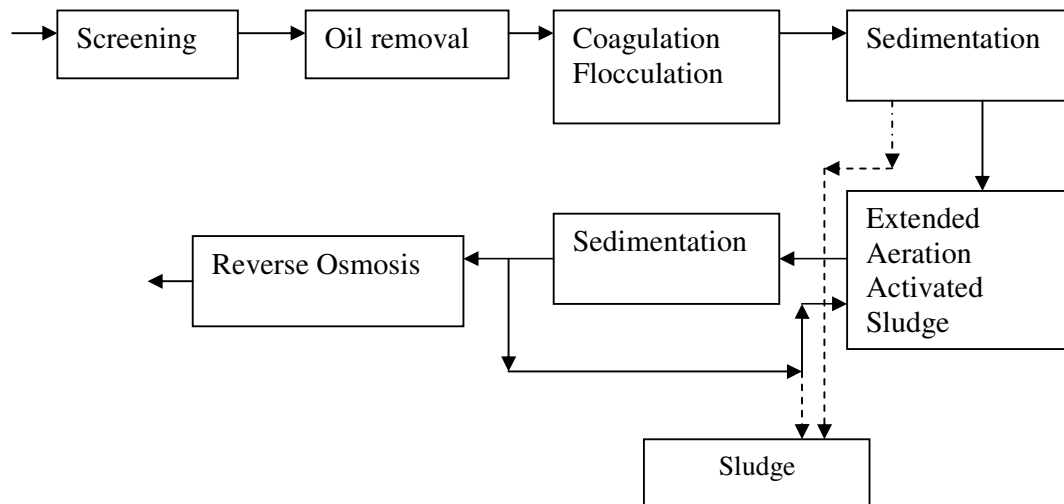 Screening
Oil removal
Coagulation
Flocculation
Sedimentation
Extended
Aeration
Activated
Sludge
Sedimentation
Reverse Osmosis
Sludge